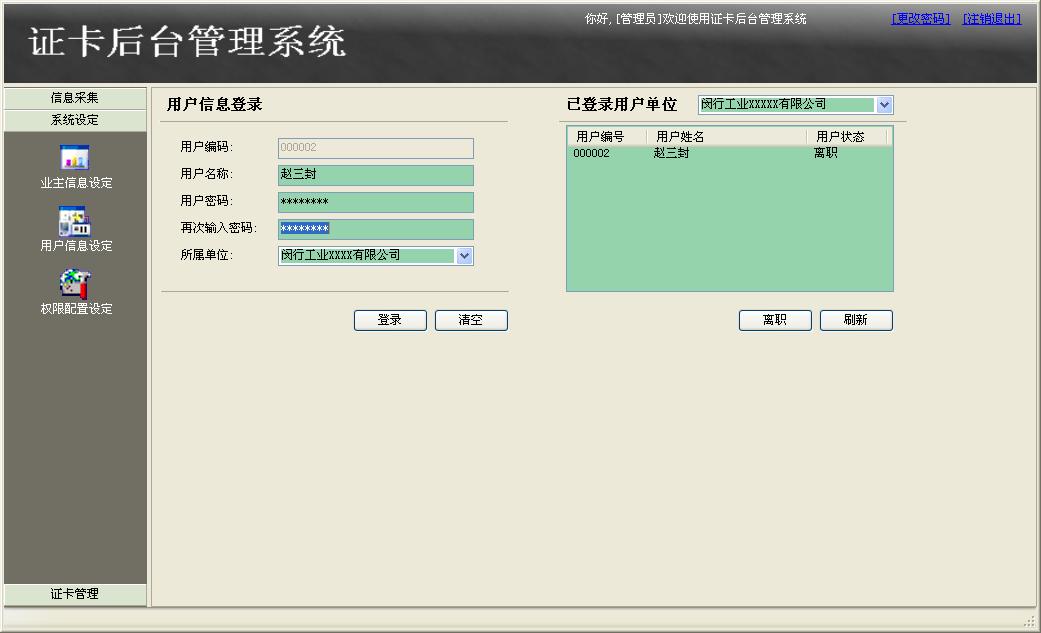 证卡后台管理系统
你好, [管理员]欢迎使用证卡后台管理系统
[更改密码] [注销退出]
信息采集
系统设定
业主信息设定
用户信息设定
权限配置设定
证卡管理
用户信息登录
用户编码: 000002
用户名称: 赵三封
用户密码: ********
再次输入密码: ********
所属单位: 闵行工业XXXX有限公司
登录 清空
已登录用户单位 闵行工业XXXXX有限公司
用户编号 用户姓名 用户状态
000002 赵三封 离职
离职 刷新